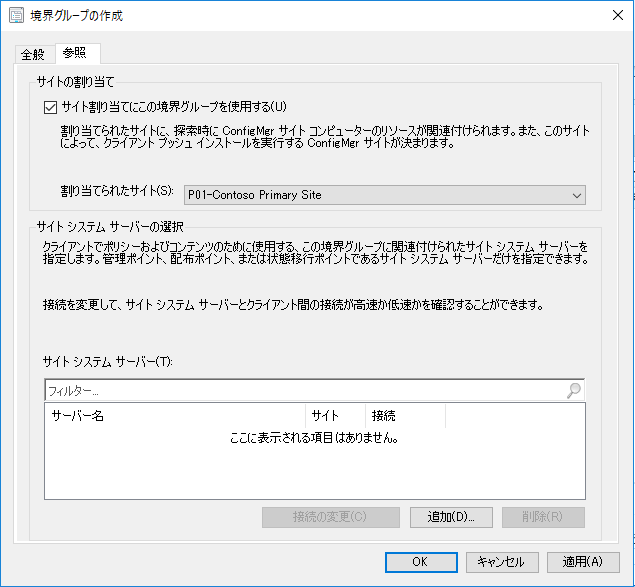 境界グループの作成
全般
参照
サイトの割り当て
サイト割り当てにこの境界グループを使用する(U)
割り当てられたサイトに、探索時に ConfigMgr サイト コンピューターのリソースが関連付けられます。また、このサイト
によって、クライアント プッシュ インストールを実行する ConfigMgr サイトが決まります。
割り当てられたサイト(S):
P01-Contoso Primary Site
サイト システム サーバーの選択
クライアントでポリシーおよびコンテンツのために使用する、この境界グループに関連付けられたサイト システム サーバーを
指定します。管理ポイント、配布ポイント、または状態移行ポイントであるサイト システム サーバーだけを指定できます。
接続を変更して、サイト システム サーバーとクライアント間の接続が高速か低速かを確認することができます。
サイト システム サーバー(T):
フィルター...
サーバー名
サイト
接続
ここに表示される項目はありません。
接続の変更(C)
追加(D)...
削除(R)
OK
キャンセル
適用(A)